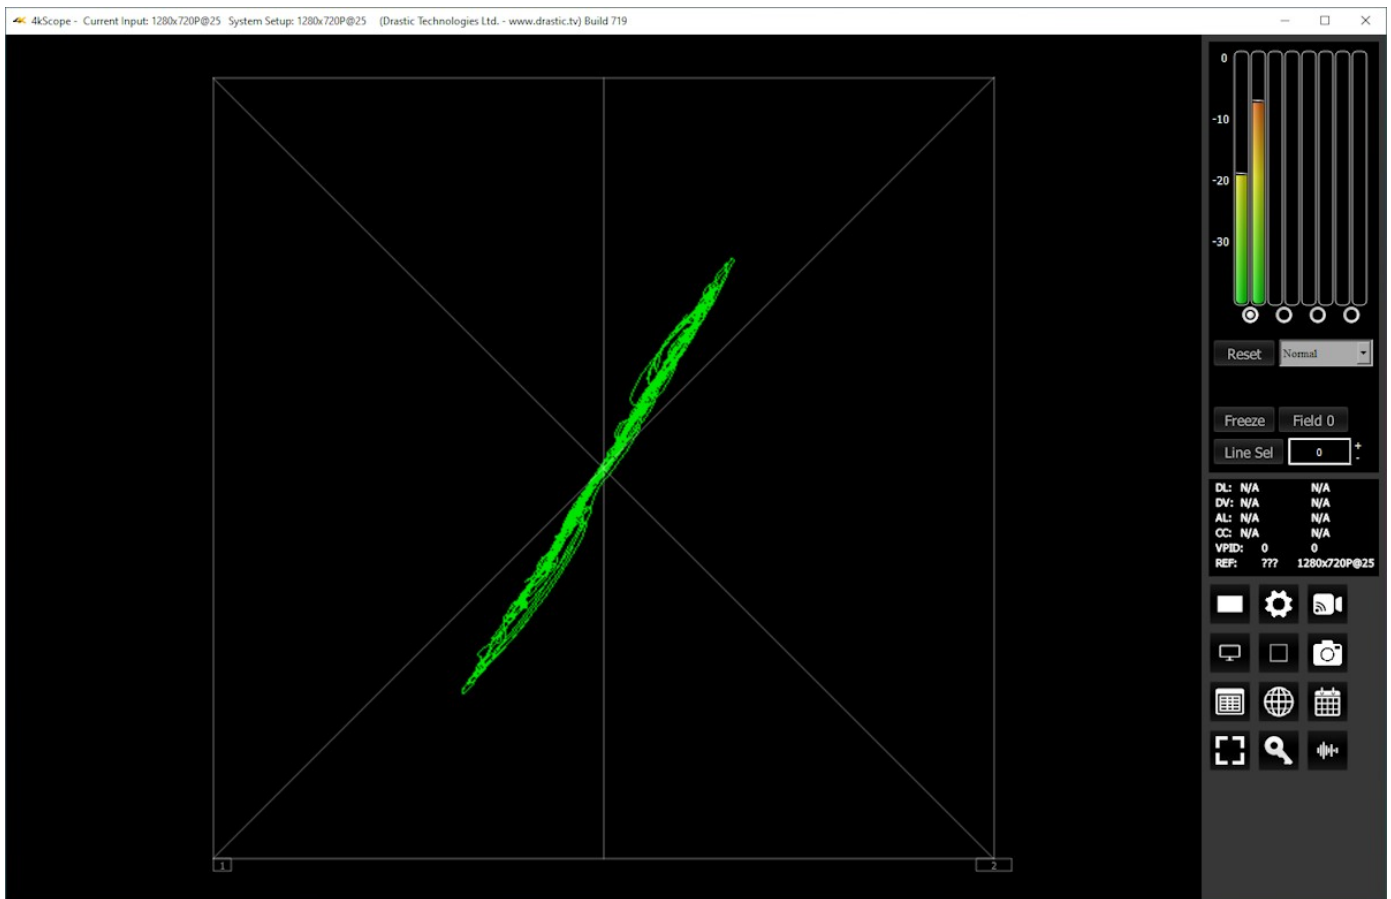 4kScope - Current Input: 1280x720P@25 System Setup: 1280x720P@25 (Drastic Technologies Ltd. - www.drastic.tv) Build 719
0
-10
-20
-30
Reset Normal
Freeze Field 0
Line Sel 0 +
-
DL: N/A N/A
DV: N/A N/A
AL: N/A N/A
CC: N/A N/A
VPID: 0 0
REF: ??? 1280x720P@25
1 2